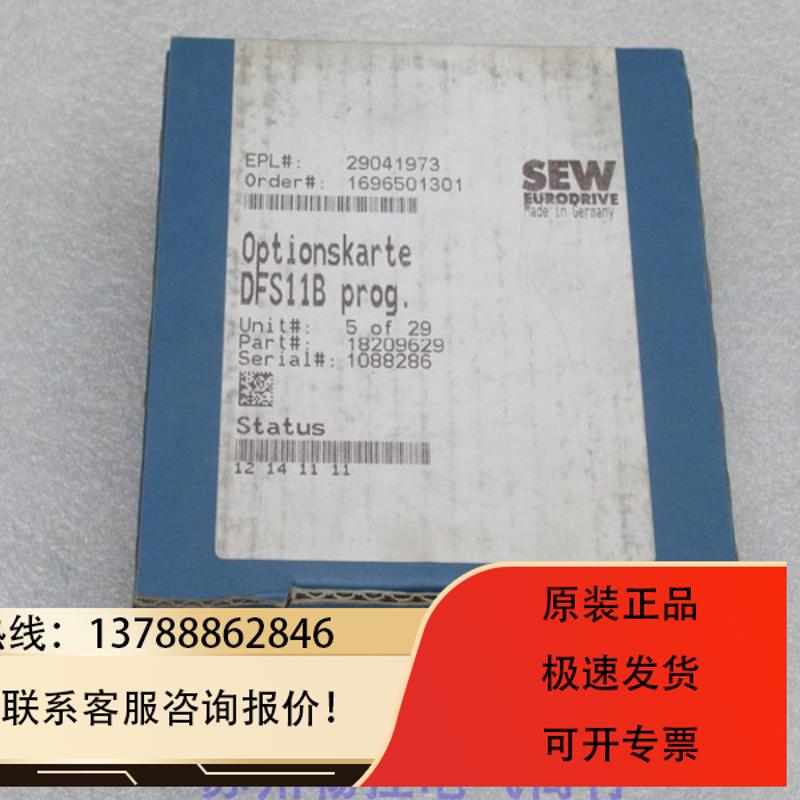 EPL#: 29041973
Order#: 1696501301
SEW
EURODRIVE
Made in Germany
Optionskarte
DFS11B prog.
Unit#: 5 of 29
Part#: 18209629
Serial#: 1088286
Status
12 14 11 11
热线：13788862846
联系客服咨询报价！
原装正品
极速发货
可开专票